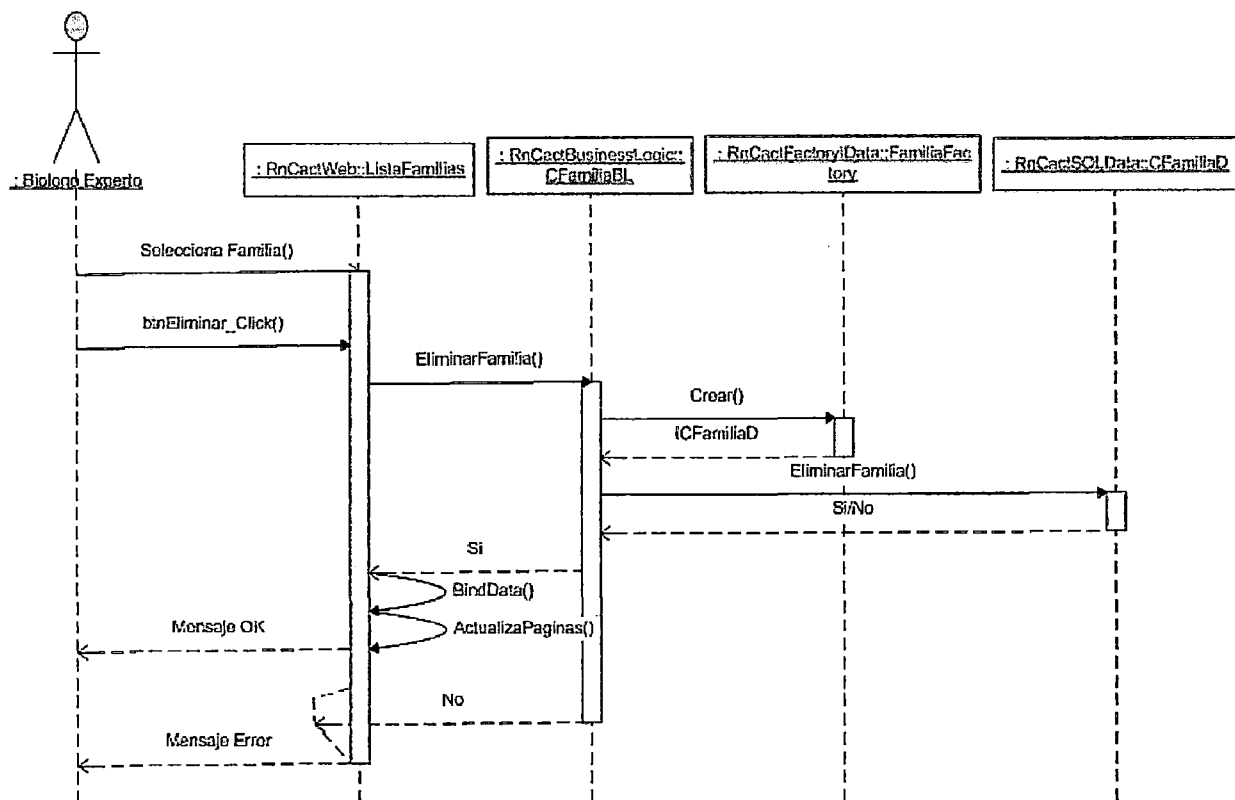 : Biologo Experto
: RnCactWeb::ListaFamilias
: RnCactBusinessLogic::
CFamiliaBL
: RnCactFactoryIData::FamiliaFac
tory
: RnCactSQLData::CFamiliaD
Selecciona Familia()
btnEliminar_Click()
EliminarFamilia()
Crear()
ICFamiliaD
EliminarFamilia()
Si/No
Si
BindData()
ActualizaPaginas()
Mensaje OK
No
Mensaje Error